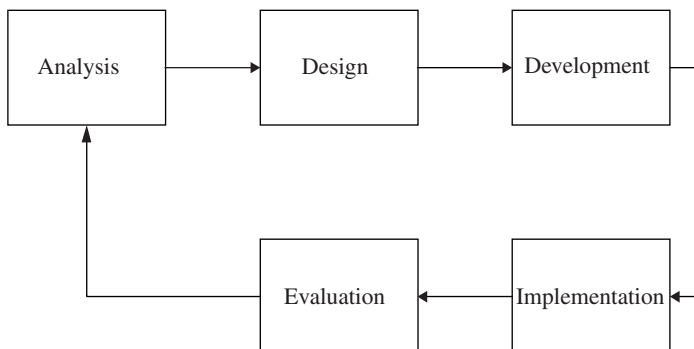 Analysis
Design
Development
Evaluation
Implementation